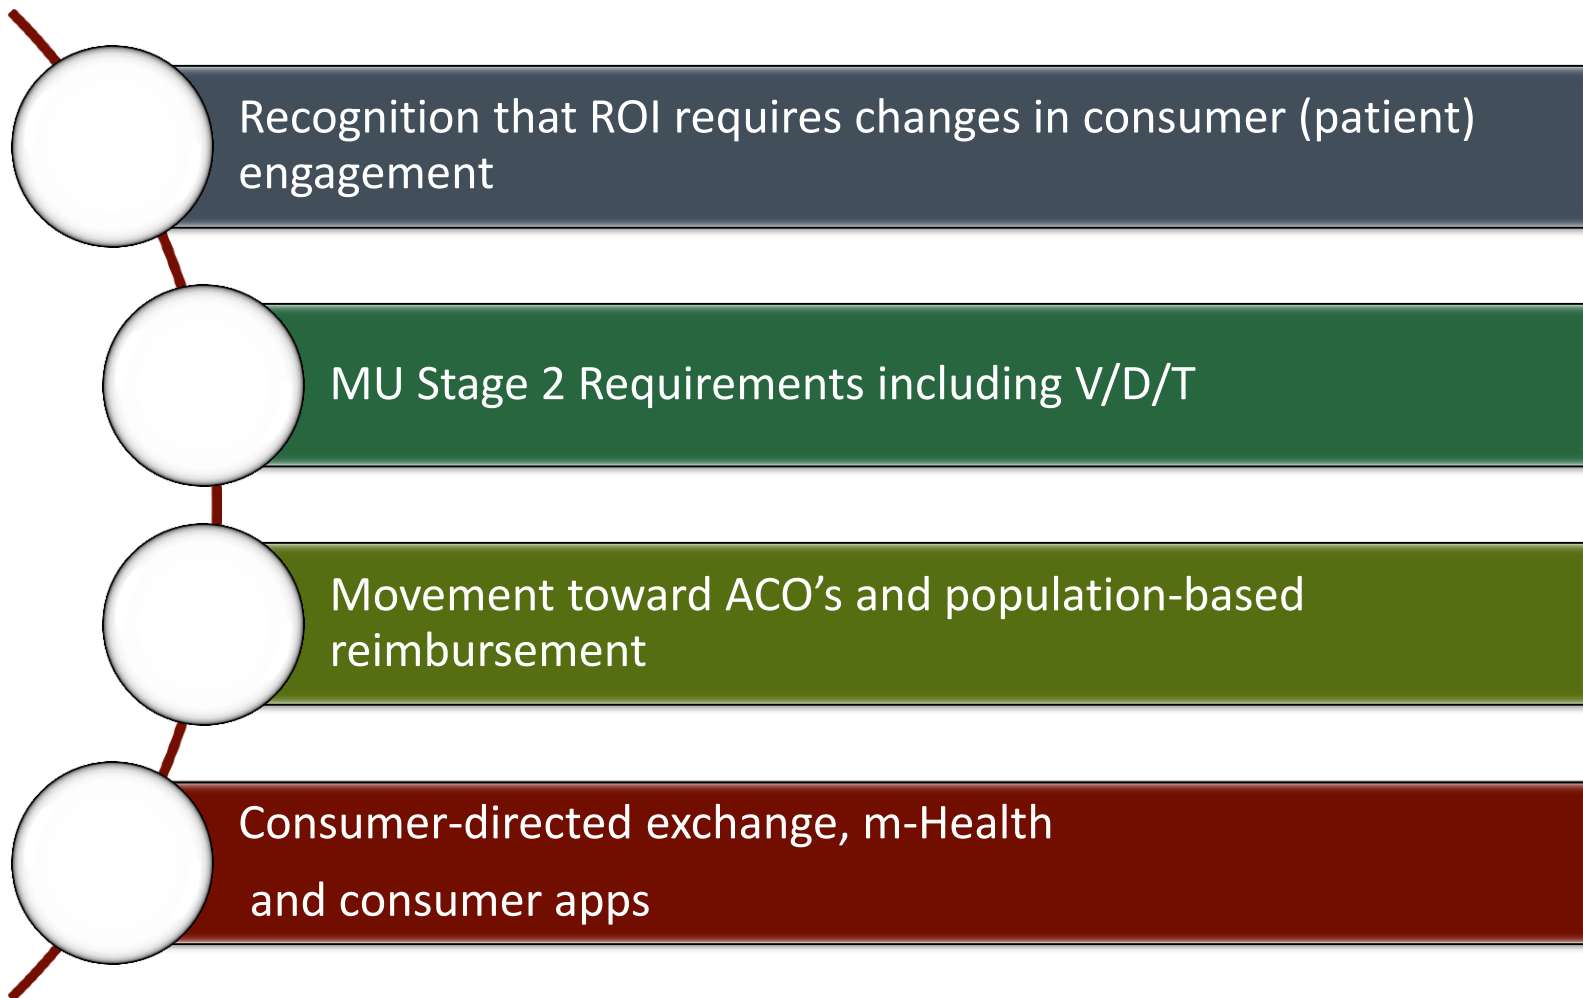 Recognition that ROI requires changes in consumer (patient)
engagement
MU Stage 2 Requirements including V/D/T
Movement toward ACO’s and population-based
reimbursement
Consumer-directed exchange, m-Health
and consumer apps